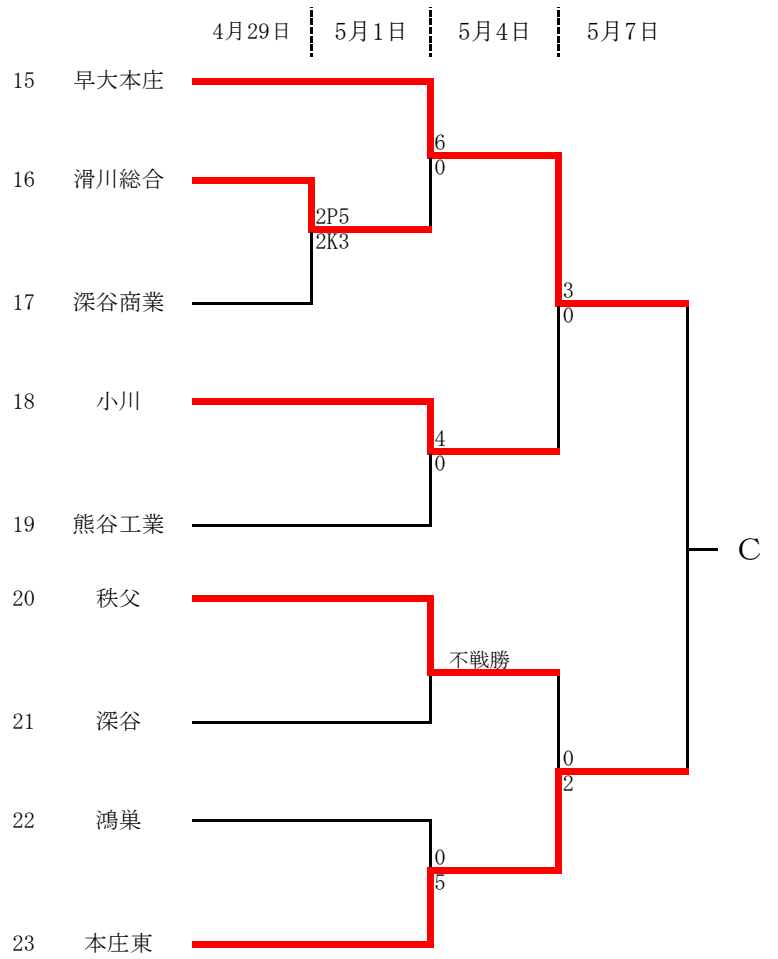 4月29日 5月1日 5月4日 5月7日
15 早大本庄
6
0
16 滑川総合
2P5
2K3
17 深谷商業
3
0
18 小川
4
0
19 熊谷工業
C
20 秩父
不戦勝
21 深谷
0
2
22 鴻巣
0
5
23 本庄東